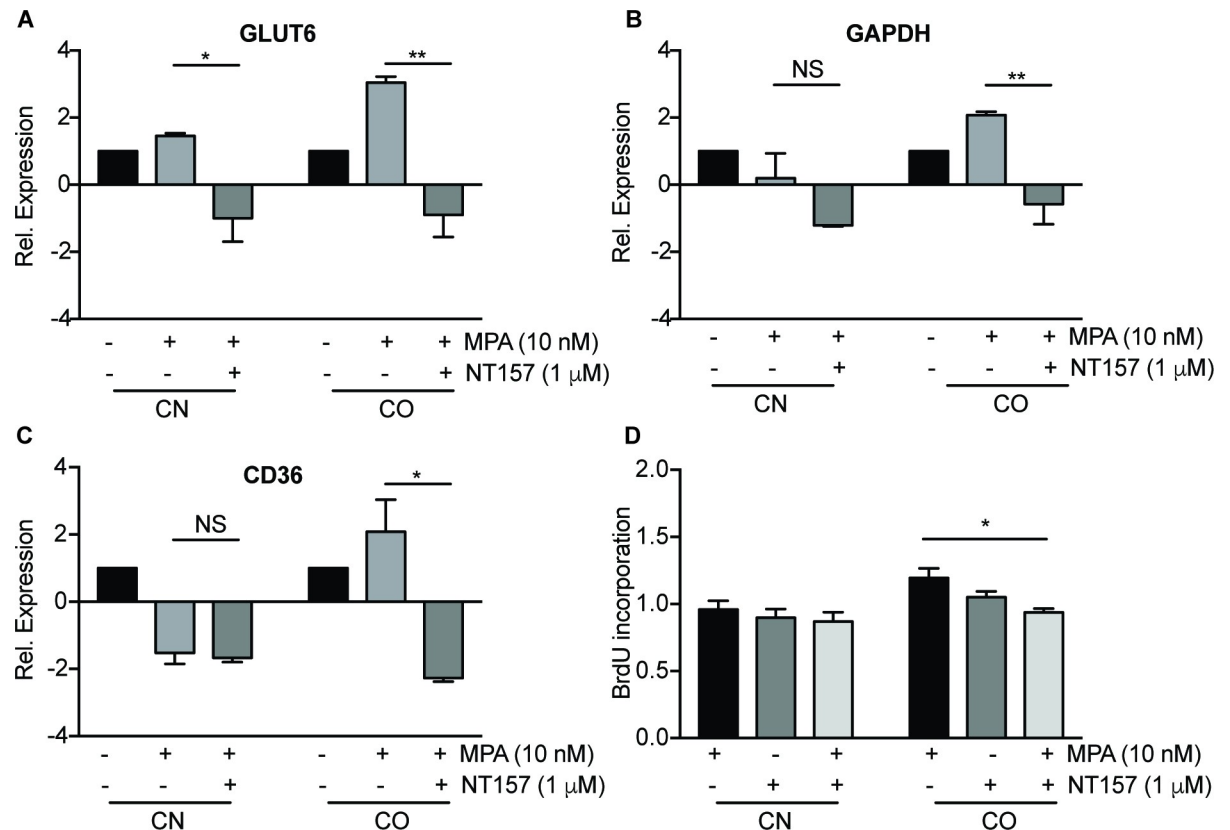 A
GLUT6
Rel. Expression
4
2
0
-2
-4
*
**
- + + - + + MPA (10 nM)
- - + - - + NT157 (1 μM)
CN CO
B
GAPDH
Rel. Expression
4
2
0
-2
-4
NS
**
- + + - + + MPA (10 nM)
- - + - - + NT157 (1 μM)
CN CO
C
CD36
Rel. Expression
4
2
0
-2
-4
NS
*
- + + - + + MPA (10 nM)
- - + - - + NT157 (1 μM)
CN CO
D
BrdU incorporation
2.0
1.5
1.0
0.5
0.0
*
+ - + + - + MPA (10 nM)
- + + - + + NT157 (1 μM)
CN CO